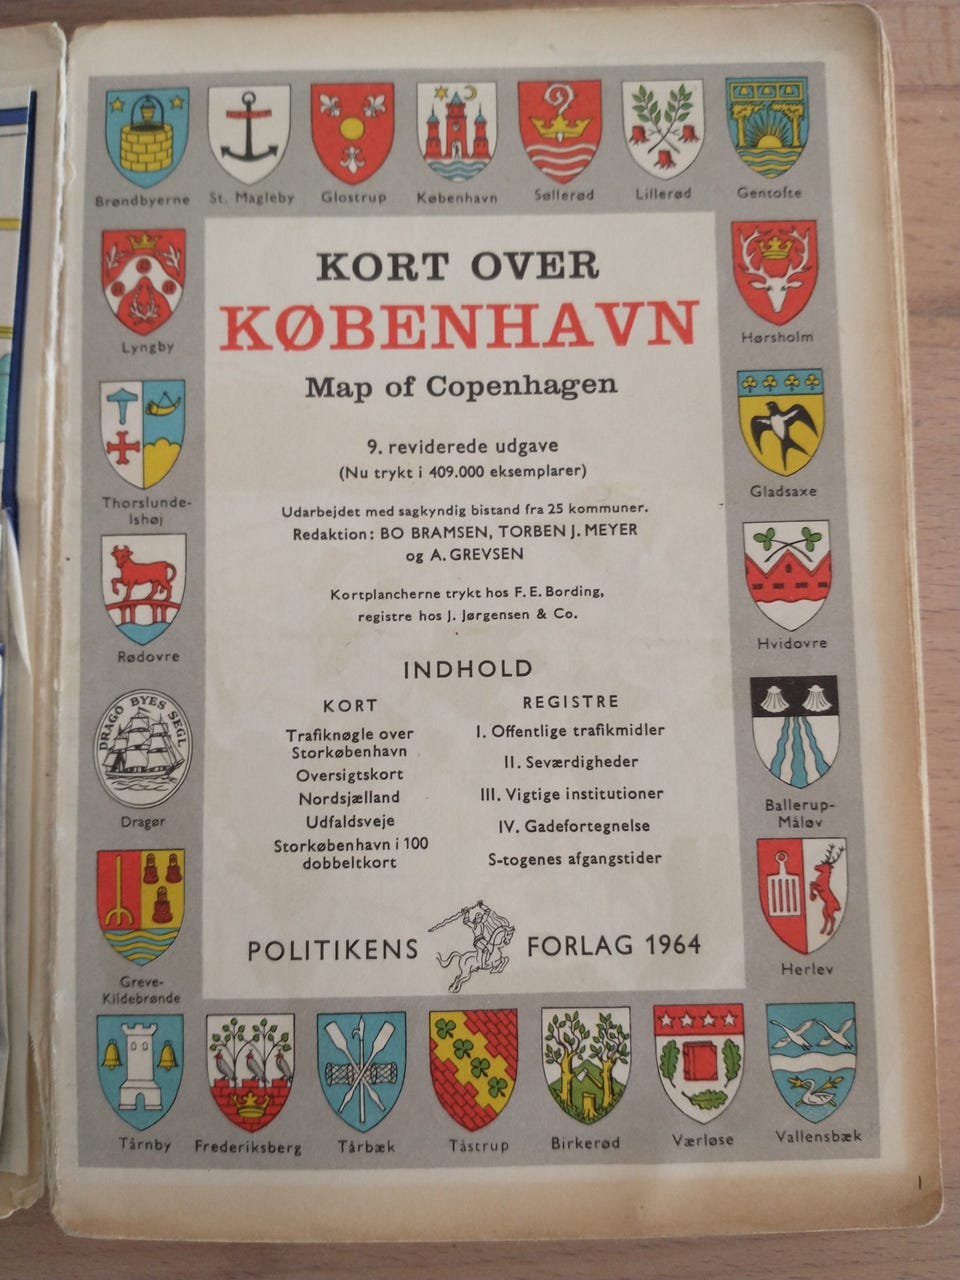 Brøndbyerne
St. Magleby
Glostrup
København
Søllerød
Lillerød
Gentofte
Lyngby
Hørsholm
Thorslunde-
Ishøj
Gladsaxe
Rødovre
Hvidovre
DRAGÖ BYES SEGL
Dragør
Ballerup-
Måløv
Greve-
Kildebrønde
Herlev
KORT OVER
KØBENHAVN
Map of Copenhagen
9. reviderede udgave
(Nu trykt i 409.000 eksemplarer)
Udarbejdet med sagkyndig bistand fra 25 kommuner.
Redaktion: BO BRAMSEN, TORBEN J. MEYER
og A. GREVSEN
Kortplancherne trykt hos F. E. Bording,
registre hos J. Jørgensen & Co.
INDHOLD
KORT
Trafiknøgle over
Storkøbenhavn
Oversigtskort
Nordsjælland
Udfaldsveje
Storkøbenhavn i 100
dobbeltkort
REGISTRE
I. Offentlige trafikmidler
II. Seværdigheder
III. Vigtige institutioner
IV. Gadefortegnelse
S-togenes afgangstider
POLITIKENS FORLAG 1964
Tårnby
Frederiksberg
Tårbæk
Tåstrup
Birkerød
Værløse
Vallensbæk